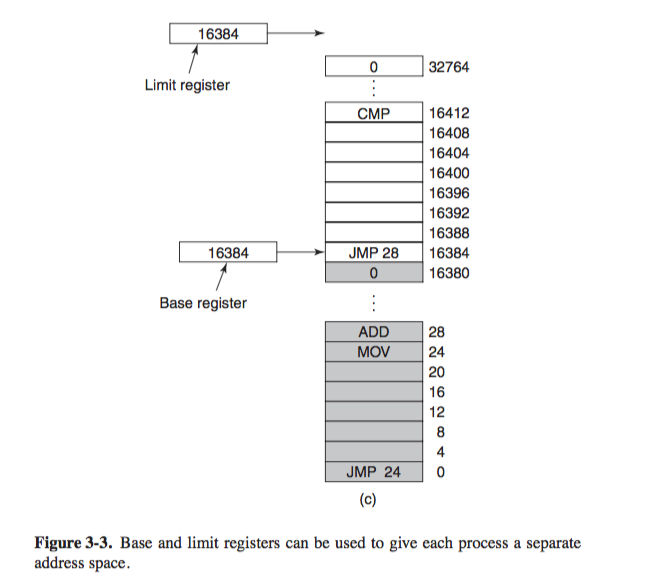 16384
Limit register
0 32764
⋮
CMP 16412
16408
16404
16400
16396
16392
16388
16384 JMP 28 16384
0 16380
Base register
⋮
ADD 28
MOV 24
20
16
12
8
4
JMP 24 0
(c)
Figure 3-3. Base and limit registers can be used to give each process a separate
address space.